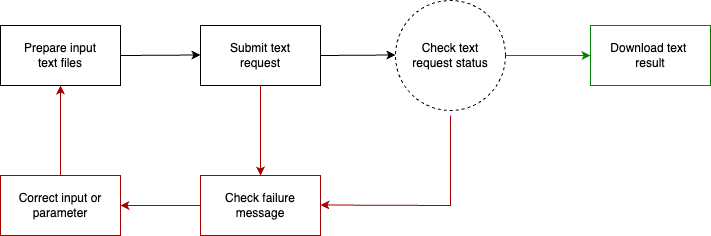 Prepare input
text files
Submit text
request
Check text
request status
Download text
result
Correct input or
parameter
Check failure
message